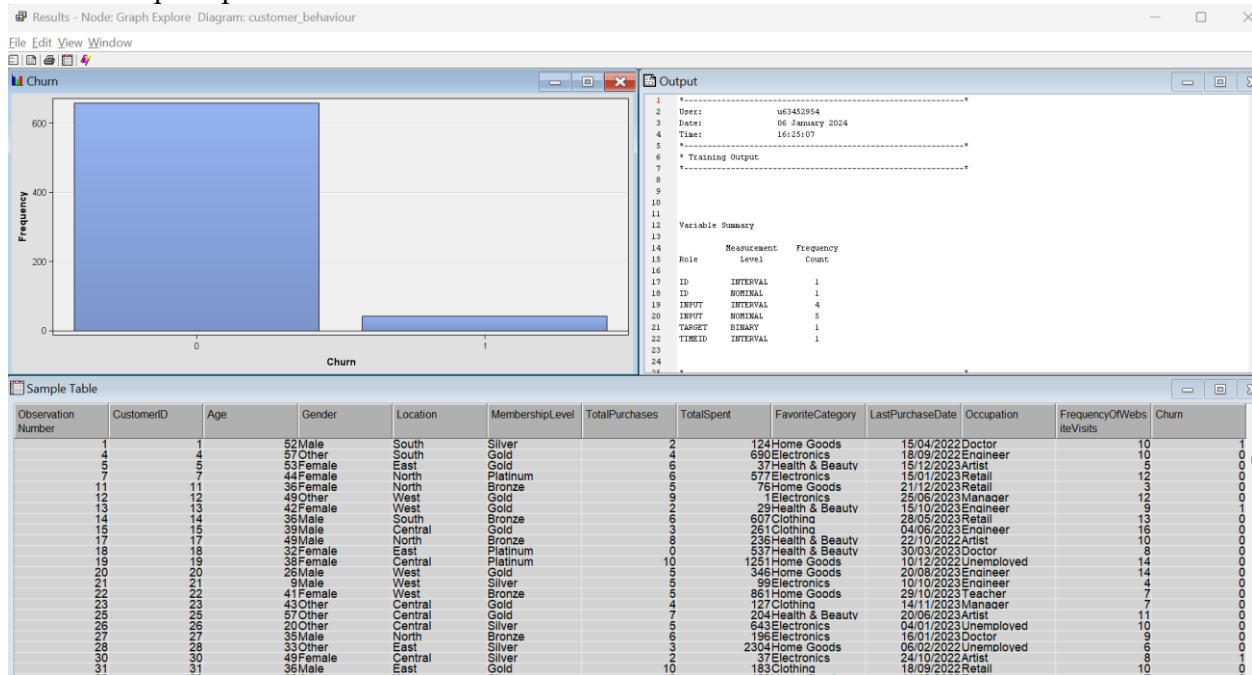 Results - Node: Graph Explore Diagram: customer_behaviour
File Edit View Window
Churn
600
400
200
0
Frequency
0 1
Churn
Output
1 *------------------------------------------------------------*
2 User: u63452954
3 Date: 06 January 2024
4 Time: 16:25:07
5 *------------------------------------------------------------*
6 * Training Output
7 *------------------------------------------------------------*
8
9
10
11
12 Variable Summary
13
14 Measurement Frequency
15 Role Level Count
16
17 ID INTERVAL 1
18 ID NOMINAL 1
19 INPUT INTERVAL 4
20 INPUT NOMINAL 5
21 TARGET BINARY 1
22 TIMEID INTERVAL 1
23
24
Sample Table
Observation Number CustomerID Age Gender Location MembershipLevel TotalPurchases TotalSpent FavoriteCategory LastPurchaseDate Occupation FrequencyOfWebsiteVisits Churn
1 1 52 Male South Silver 2 124 Home Goods 15/04/2022 Doctor 10 1
4 4 57 Other South Gold 4 690 Electronics 18/09/2022 Engineer 10 0
5 5 53 Female East Gold 6 37 Health & Beauty 15/12/2023 Artist 5 0
7 7 44 Female North Platinum 6 577 Electronics 15/01/2023 Retail 12 0
11 11 36 Female North Bronze 5 76 Home Goods 21/12/2023 Retail 3 0
12 12 49 Other West Gold 9 1 Electronics 25/06/2023 Manager 12 0
13 13 42 Female West Gold 2 29 Health & Beauty 15/10/2023 Engineer 9 1
14 14 36 Male South Bronze 6 607 Clothing 28/05/2023 Retail 13 0
15 15 39 Male Central Gold 3 261 Clothing 04/06/2023 Engineer 16 0
17 17 49 Male North Bronze 8 236 Health & Beauty 22/10/2022 Artist 10 0
18 18 32 Female East Platinum 0 537 Health & Beauty 30/03/2023 Doctor 8 0
19 19 38 Female Central Platinum 10 1251 Home Goods 10/12/2022 Unemployed 14 0
20 20 26 Male West Gold 5 346 Home Goods 20/08/2023 Engineer 14 0
21 21 9 Male West Silver 5 99 Electronics 10/10/2023 Engineer 4 0
22 22 41 Female West Bronze 5 861 Home Goods 29/10/2023 Teacher 7 0
23 23 43 Other Central Gold 4 127 Clothing 14/11/2023 Manager 7 0
25 25 57 Other Central Gold 7 204 Health & Beauty 20/06/2023 Artist 11 0
26 26 20 Other Central Silver 5 643 Electronics 04/01/2023 Unemployed 10 0
27 27 35 Male North Bronze 6 196 Electronics 16/01/2023 Doctor 9 0
28 28 33 Other East Silver 3 2304 Home Goods 06/02/2022 Unemployed 6 0
30 30 49 Female Central Silver 2 37 Electronics 24/10/2022 Artist 8 1
31 31 36 Male East Gold 10 183 Clothing 18/09/2022 Retail 10 0